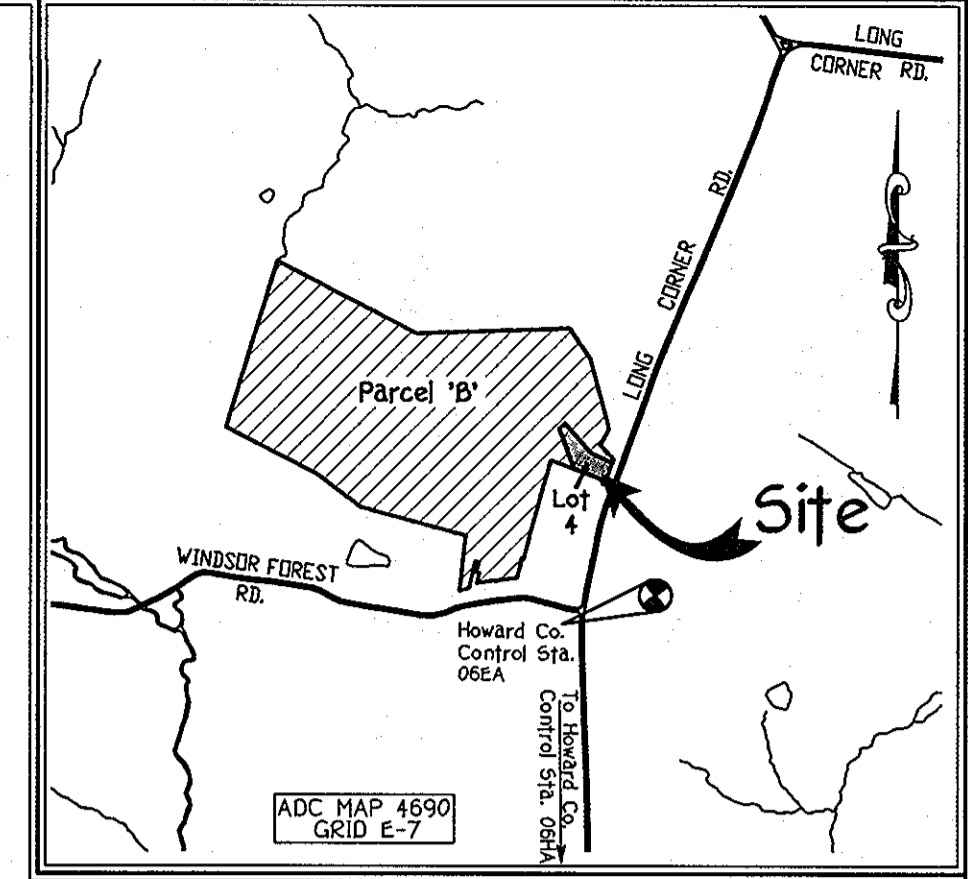 LONG
CORNER RD.
LONG CORNER RD.
Parcel 'B'
Lot
4
Site
WINDSOR FOREST
RD.
Howard Co.
Control Sta.
06EA
To Howard Co.
Control Sta. 06HA
ADC MAP 4690
GRID E-7